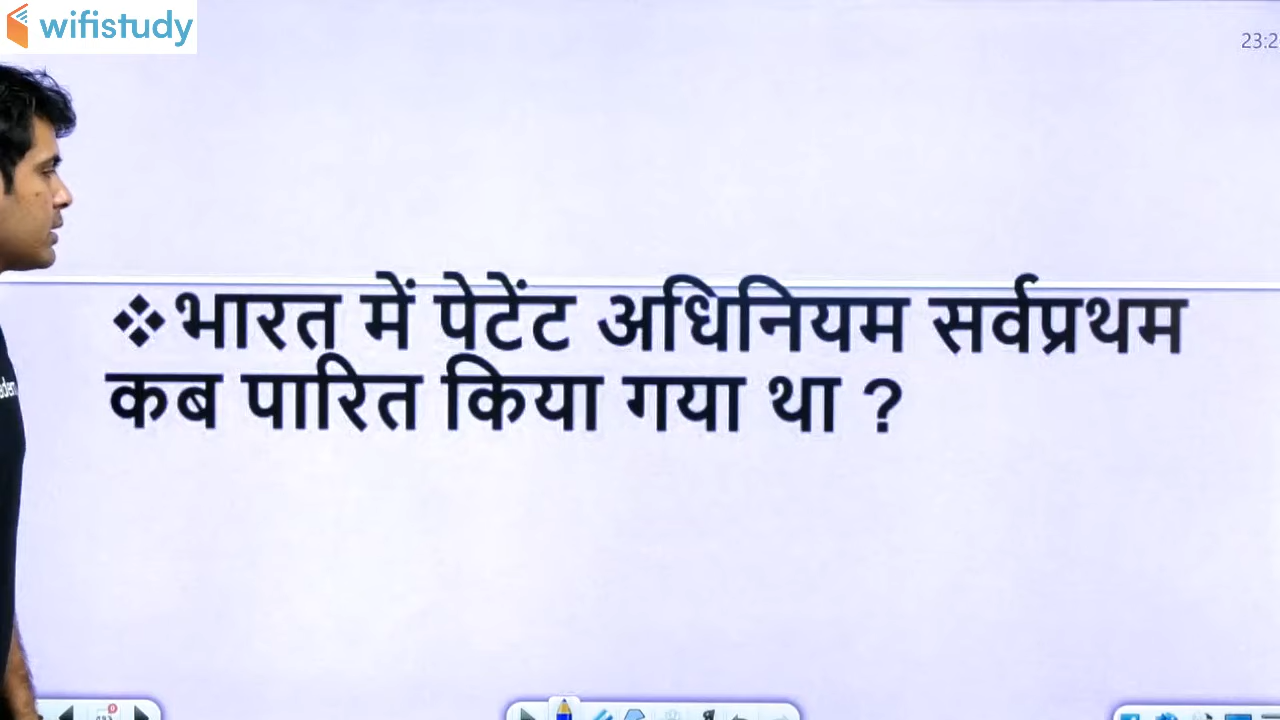 wifistudy
23:2
❖भारत में पेटेंट अधिनियम सर्वप्रथम
कब पारित किया गया था ?